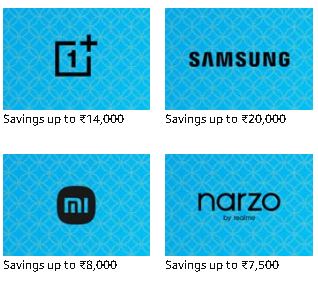 1+
SAMSUNG
Savings up to ₹14,000
Savings up to ₹20,000
mi
narzo
by realme
Savings up to ₹8,000
Savings up to ₹7,500